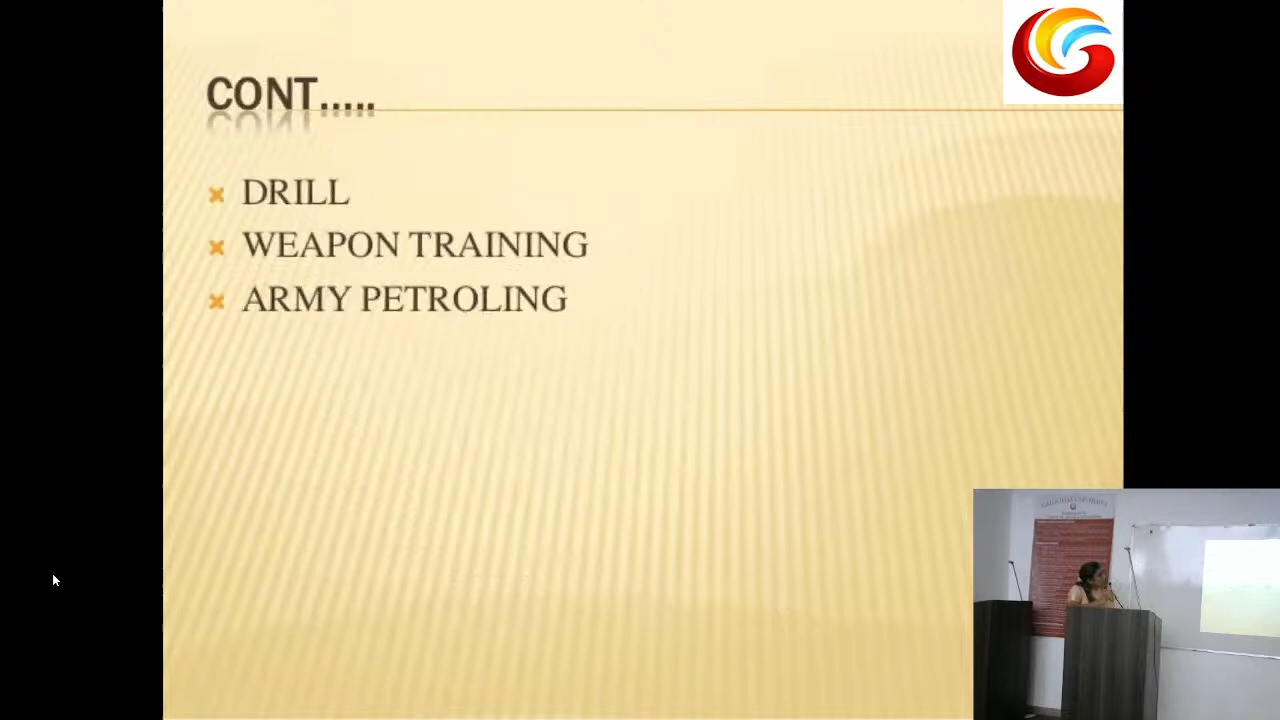 CONT.....
DRILL
WEAPON TRAINING
ARMY PETROLING